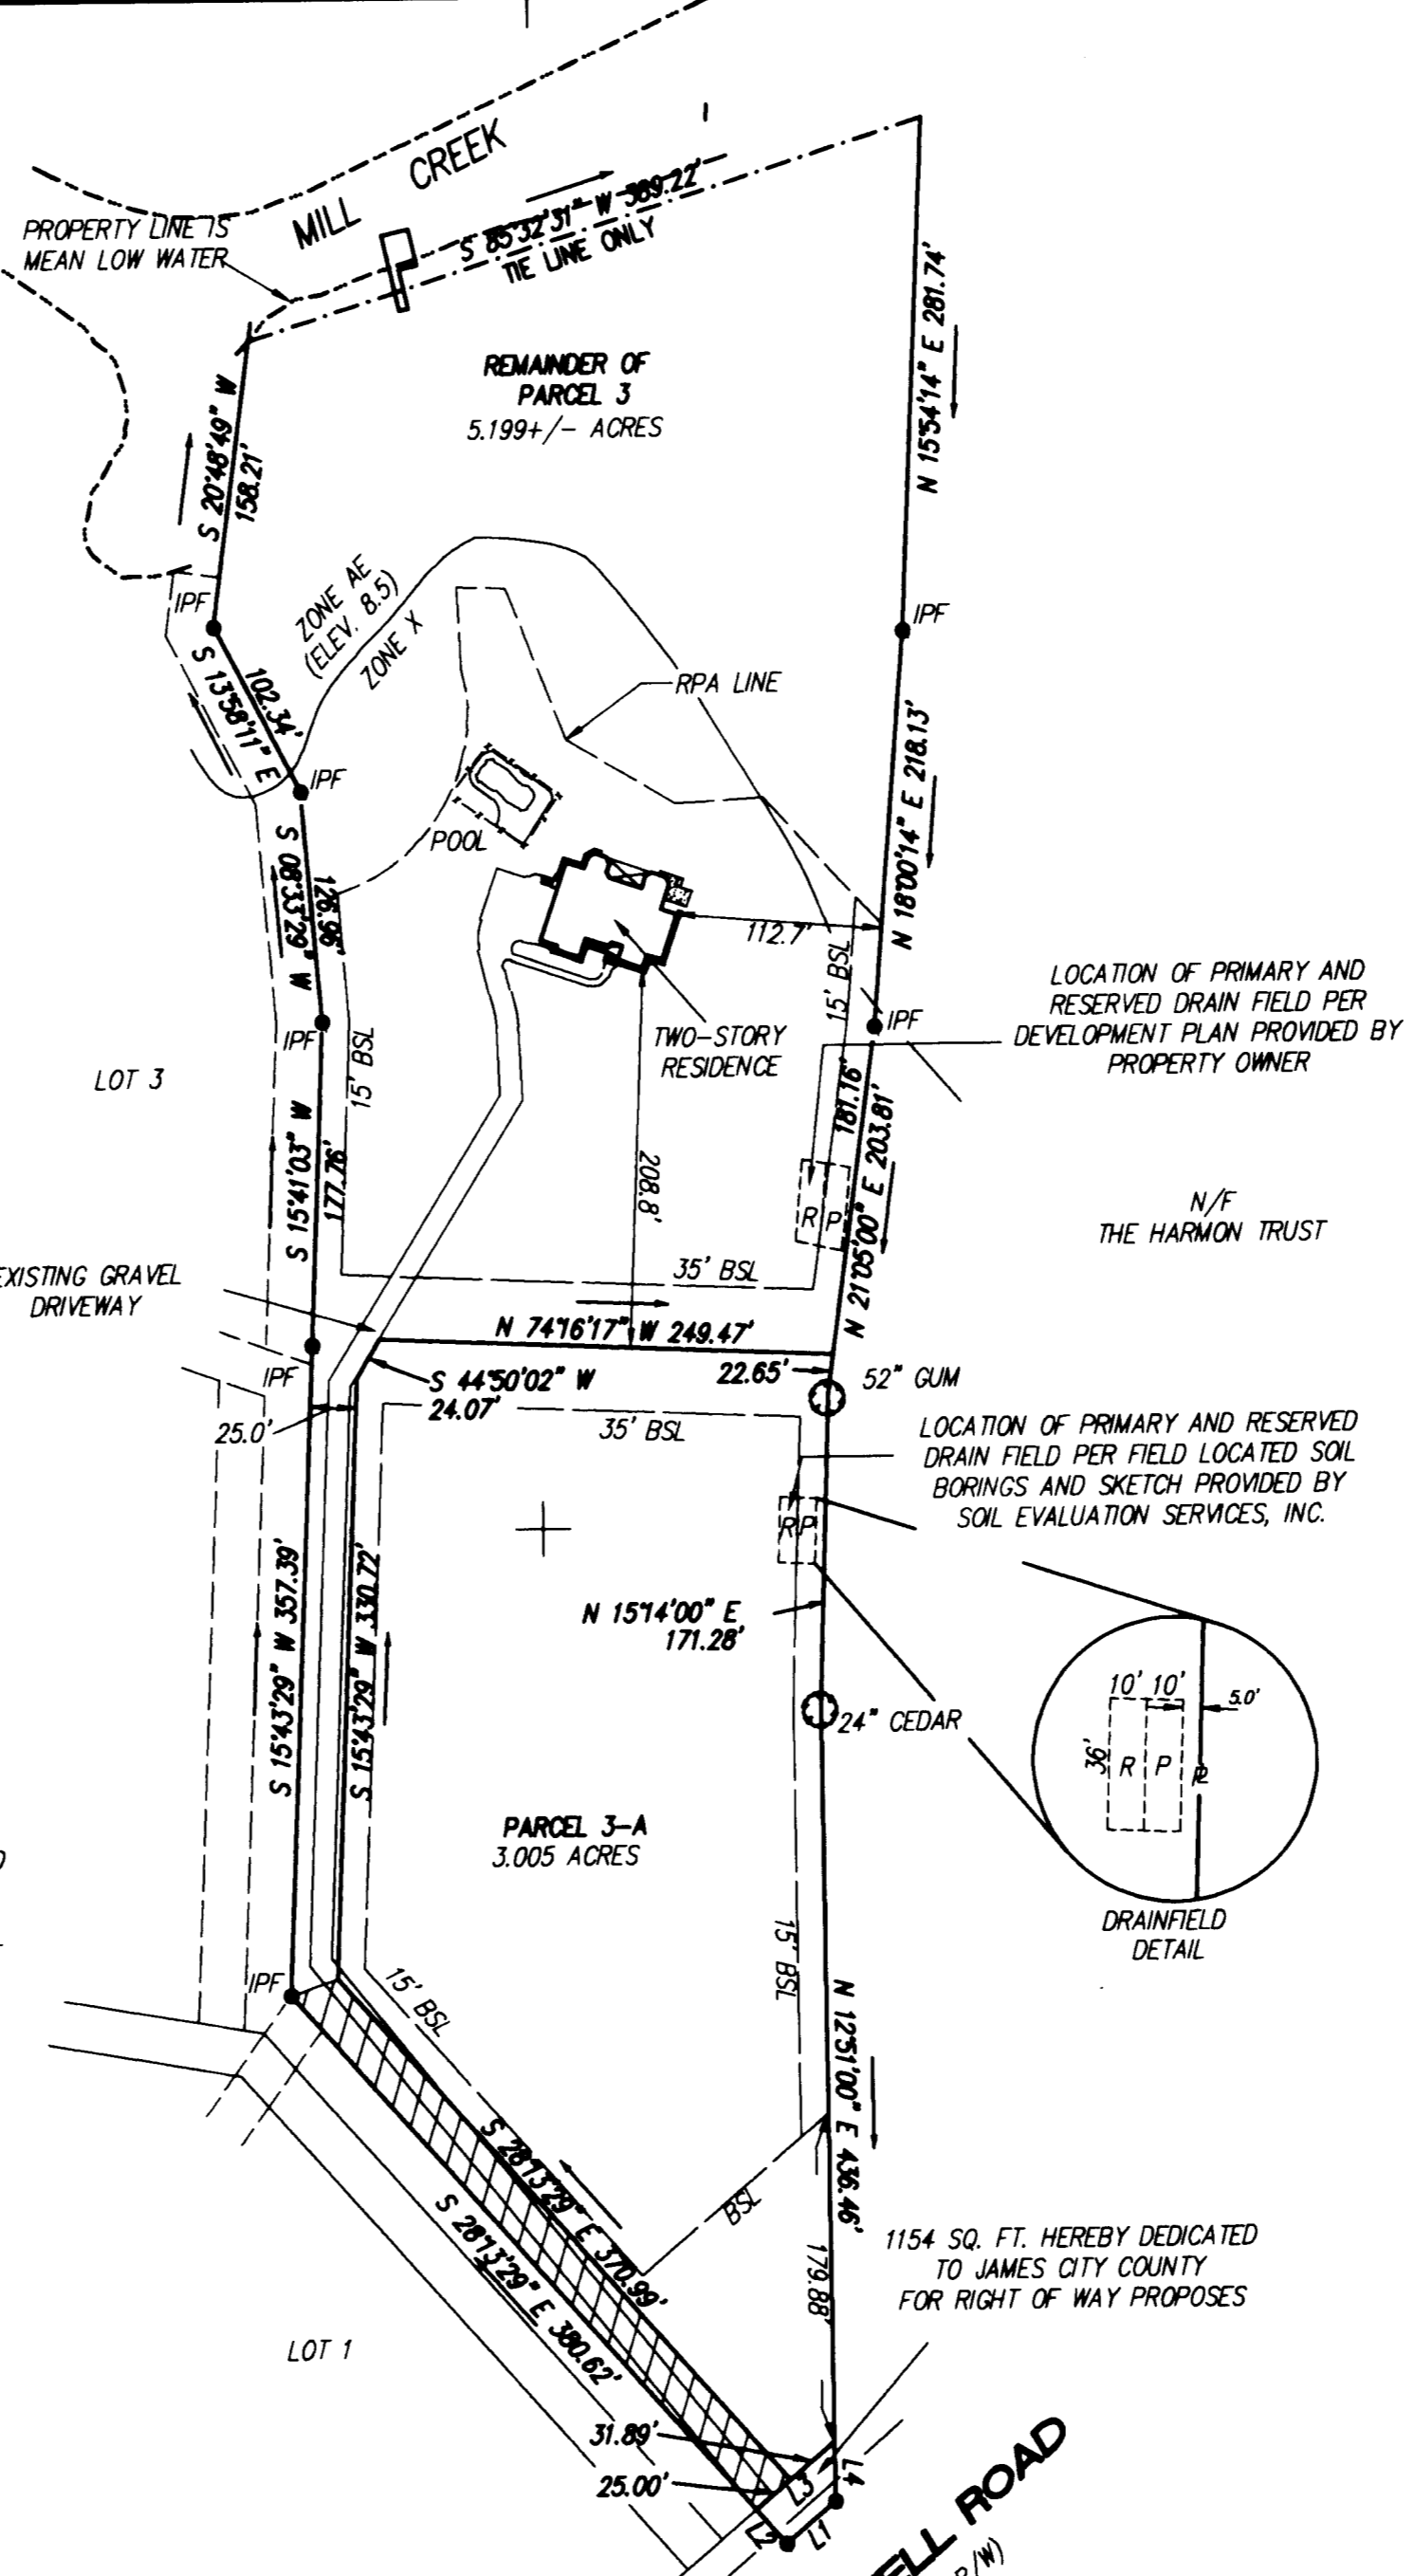 MILL CREEK
PROPERTY LINE IS
MEAN LOW WATER
S 85°32'31" W 389.22'
TIE LINE ONLY
REMAINDER OF
PARCEL 3
5.199+/- ACRES
N 15°54'14" E 281.74'
S 20°48'49" W
158.21'
IPF
ZONE AE
(ELEV. 8.5)
ZONE X
IPF
S 13°58'11" E
102.34'
RPA LINE
IPF
N 18°00'14" E 218.13'
POOL
S 08°33'29" W
126.96'
112.7'
15' BSL
LOCATION OF PRIMARY AND
RESERVED DRAIN FIELD PER
DEVELOPMENT PLAN PROVIDED BY
PROPERTY OWNER
IPF
IPF
TWO-STORY
RESIDENCE
15' BSL
LOT 3
181.16'
N 21°05'00" E 203.81'
S 15°41'03" W
177.76'
208.8'
R P
N/F
THE HARMON TRUST
35' BSL
EXISTING GRAVEL
DRIVEWAY
N 74°16'17" W 249.47'
22.65'
52" GUM
IPF
S 44°50'02" W
24.07'
25.0'
35' BSL
LOCATION OF PRIMARY AND RESERVED
DRAIN FIELD PER FIELD LOCATED SOIL
BORINGS AND SKETCH PROVIDED BY
SOIL EVALUATION SERVICES, INC.
R P
S 15°43'29" W 357.39'
S 15°43'29" W 330.72'
N 15°14'00" E
171.28'
24" CEDAR
10' 10'
5.0'
36'
R P
PL
DRAINFIELD
DETAIL
PARCEL 3-A
3.005 ACRES
15' BSL
IPF
15' BSL
N 12°51'00" E 436.46'
S 28°13'29" E 370.99'
S 28°13'29" E 380.62'
BSL
179.88'
1154 SQ. FT. HEREBY DEDICATED
TO JAMES CITY COUNTY
FOR RIGHT OF WAY PROPOSES
LOT 1
31.89'
25.00'
L3
L4
L2
L1
ROAD